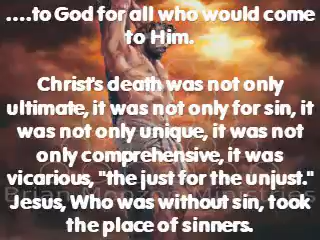 ....to God for all who would come
to Him.
Christ's death was not only
ultimate, it was not only for sin, it
was not only unique, it was not
only comprehensive, it was
vicarious, "the just for the unjust."
Jesus, Who was without sin, took
the place of sinners.